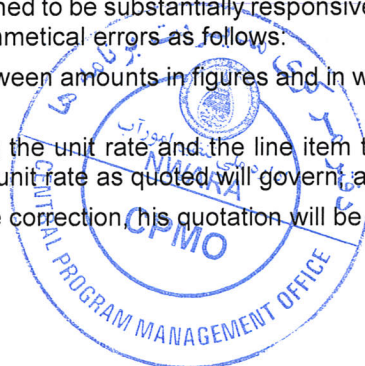 ned to be substantially responsive
metical errors as follows:
ween amounts in figures and in w
the unit rate and the line item t
unit rate as quoted will govern, a
e correction, his quotation will be
NWARA
CPMO
CENTRAL PROGRAM MANAGEMENT OFFICE